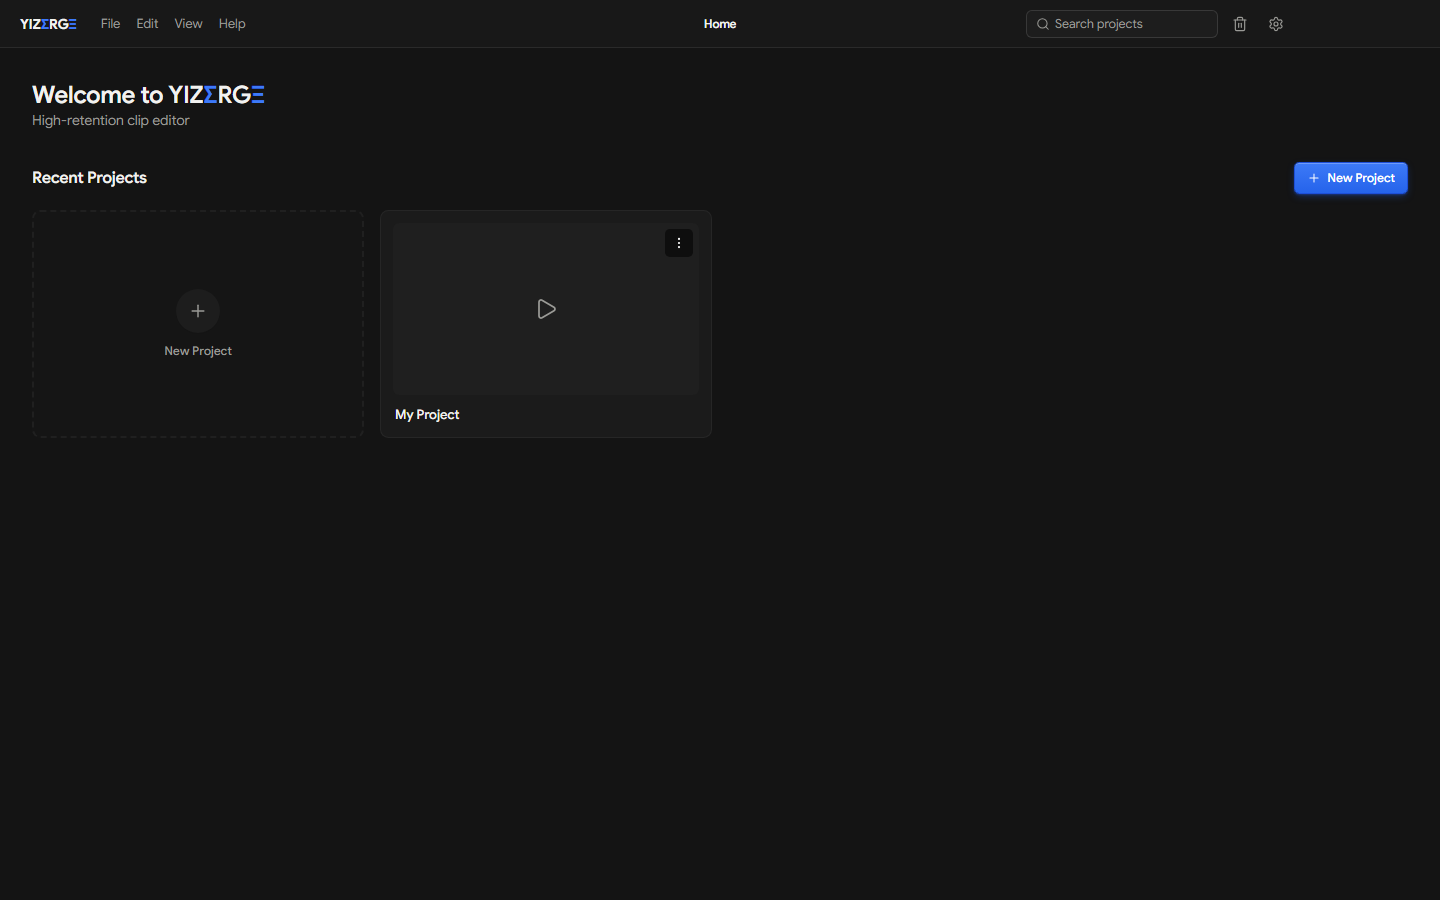 YIZΣRGΞ File Edit View Help Home Search projects
Welcome to YIZΣRGΞ
High-retention clip editor
Recent Projects
New Project
New Project
My Project